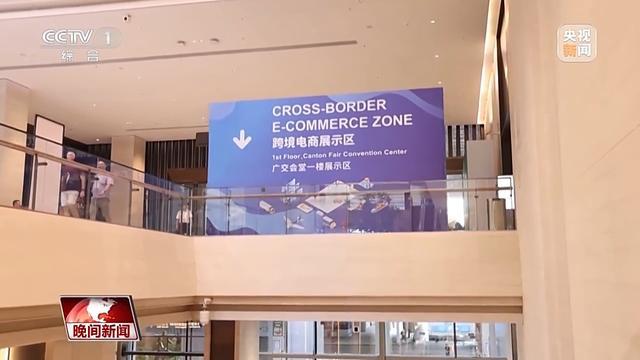 CCTV 1
综合
央视
新闻
CROSS-BORDER
E-COMMERCE ZONE
跨境电商展示区
1st Floor,Canton Fair Convention Center
广交会堂一楼展示区
晚间新闻